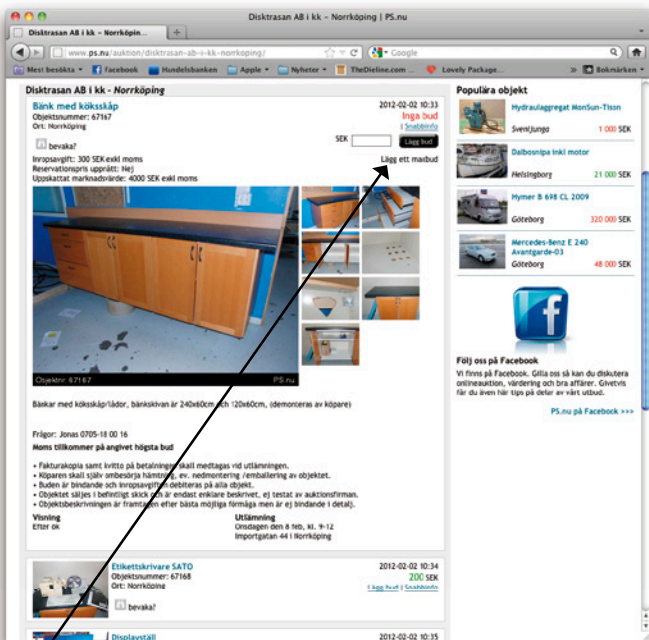 Disktrasan AB i kk – Norrköping | PS.nu
Disktrasan AB i kk – Norrköping | PS.nu
www.ps.nu/auktion/disktrasan-ab-i-kk-norrkoping/
Google
Mest besökta
Facebook
Handelsbanken
Apple
Nyheter
TheDieline.com ...
Lovely Package...
Bokmärken
Disktrasan AB i kk - Norrköping
Bänk med köksskåp
2012-02-02 10:33
Objektsnummer: 67167
Inga bud
Ort: Norrköping
| Snabbinfo
SEK
Lägg bud
bevaka?
Lägg ett maxbud
Inropsavgift: 300 SEK exkl moms
Reservationspris uppnått: Nej
Uppskattat marknadsvärde: 4000 SEK exkl moms
Objektnr: 67167
PS.nu
Bänkar med köksskåp/lådor, bänkskivan är 240x60cm och 120x60cm, (demonteras av köpare)
Frågor: Jonas 0705-18 00 16
Moms tillkommer på angivet högsta bud
• Fakturakopia samt kvitto på betalningen skall medtagas vid utlämningen.
• Köparen skall själv ombesörja hämtning, ev. nedmontering /emballering av objektet.
• Buden är bindande och inropsavgiften debiteras på alla objekt.
• Objektet säljes i befintligt skick och är endast enklare beskrivet, ej testat av auktionsfirman.
• Objektsbeskrivningen är framtagen efter bästa möjliga förmåga men är ej bindande i detalj.
Visning
Efter ök
Utlämning
Onsdagen den 8 feb, kl. 9-12
Importgatan 44 i Norrköping
Etikettskrivare SATO
2012-02-02 10:34
Objektsnummer: 67168
200 SEK
Ort: Norrköping
Lägg bud | Snabbinfo
bevaka?
Displayställ
2012-02-02 10:35
Populära objekt
Hydraulaggregat MonSun-Tison
Svenljunga
1 000 SEK
Dalbosnipa inkl motor
Helsingborg
21 000 SEK
Hymer B 698 CL 2009
Göteborg
320 000 SEK
Mercedes-Benz E 240
Avantgarde-03
Göteborg
48 000 SEK
Följ oss på Facebook
Vi finns på Facebook. Gilla oss så kan du diskutera
onlineauktion, värdering och bra affärer. Givetvis
får du även här tips på delar av vårt utbud.
PS.nu på Facebook >>>